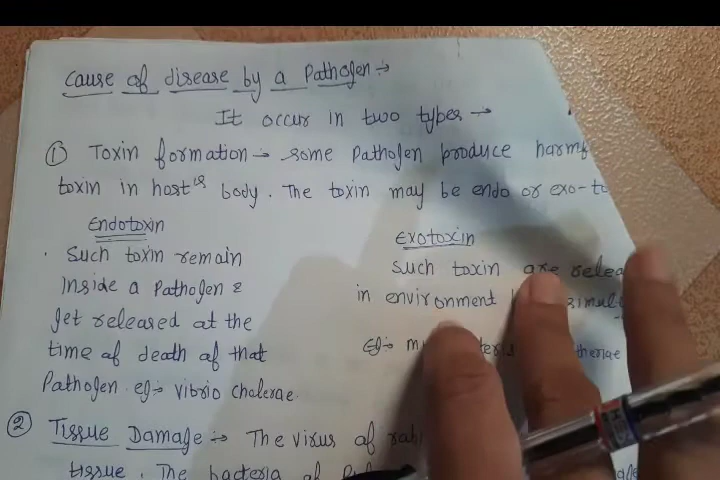 Cause of disease by a Pathogen :→
It occur in two types :→
① Toxin formation → some Pathogen produce
toxin in host's body. The toxin may be endo or exo-
Endotoxin
Such toxin remain
Inside a Pathogen &
get released at the
time of death of that
Pathogen. eg:→ vibrio cholerae.
Exotoxin
such toxin are
in environment
eg:→
② Tissue Damage :→ The virus of
tissue. The bacteria of